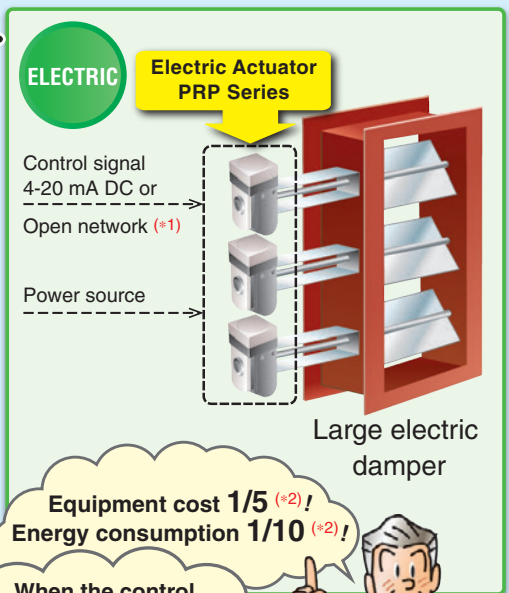 ELECTRIC
Electric Actuator
PRP Series
Control signal
4-20 mA DC or
Open network (*1)
Power source
Large electric
damper
Equipment cost 1/5 (*2)!
Energy consumption 1/10 (*2)!
When the control